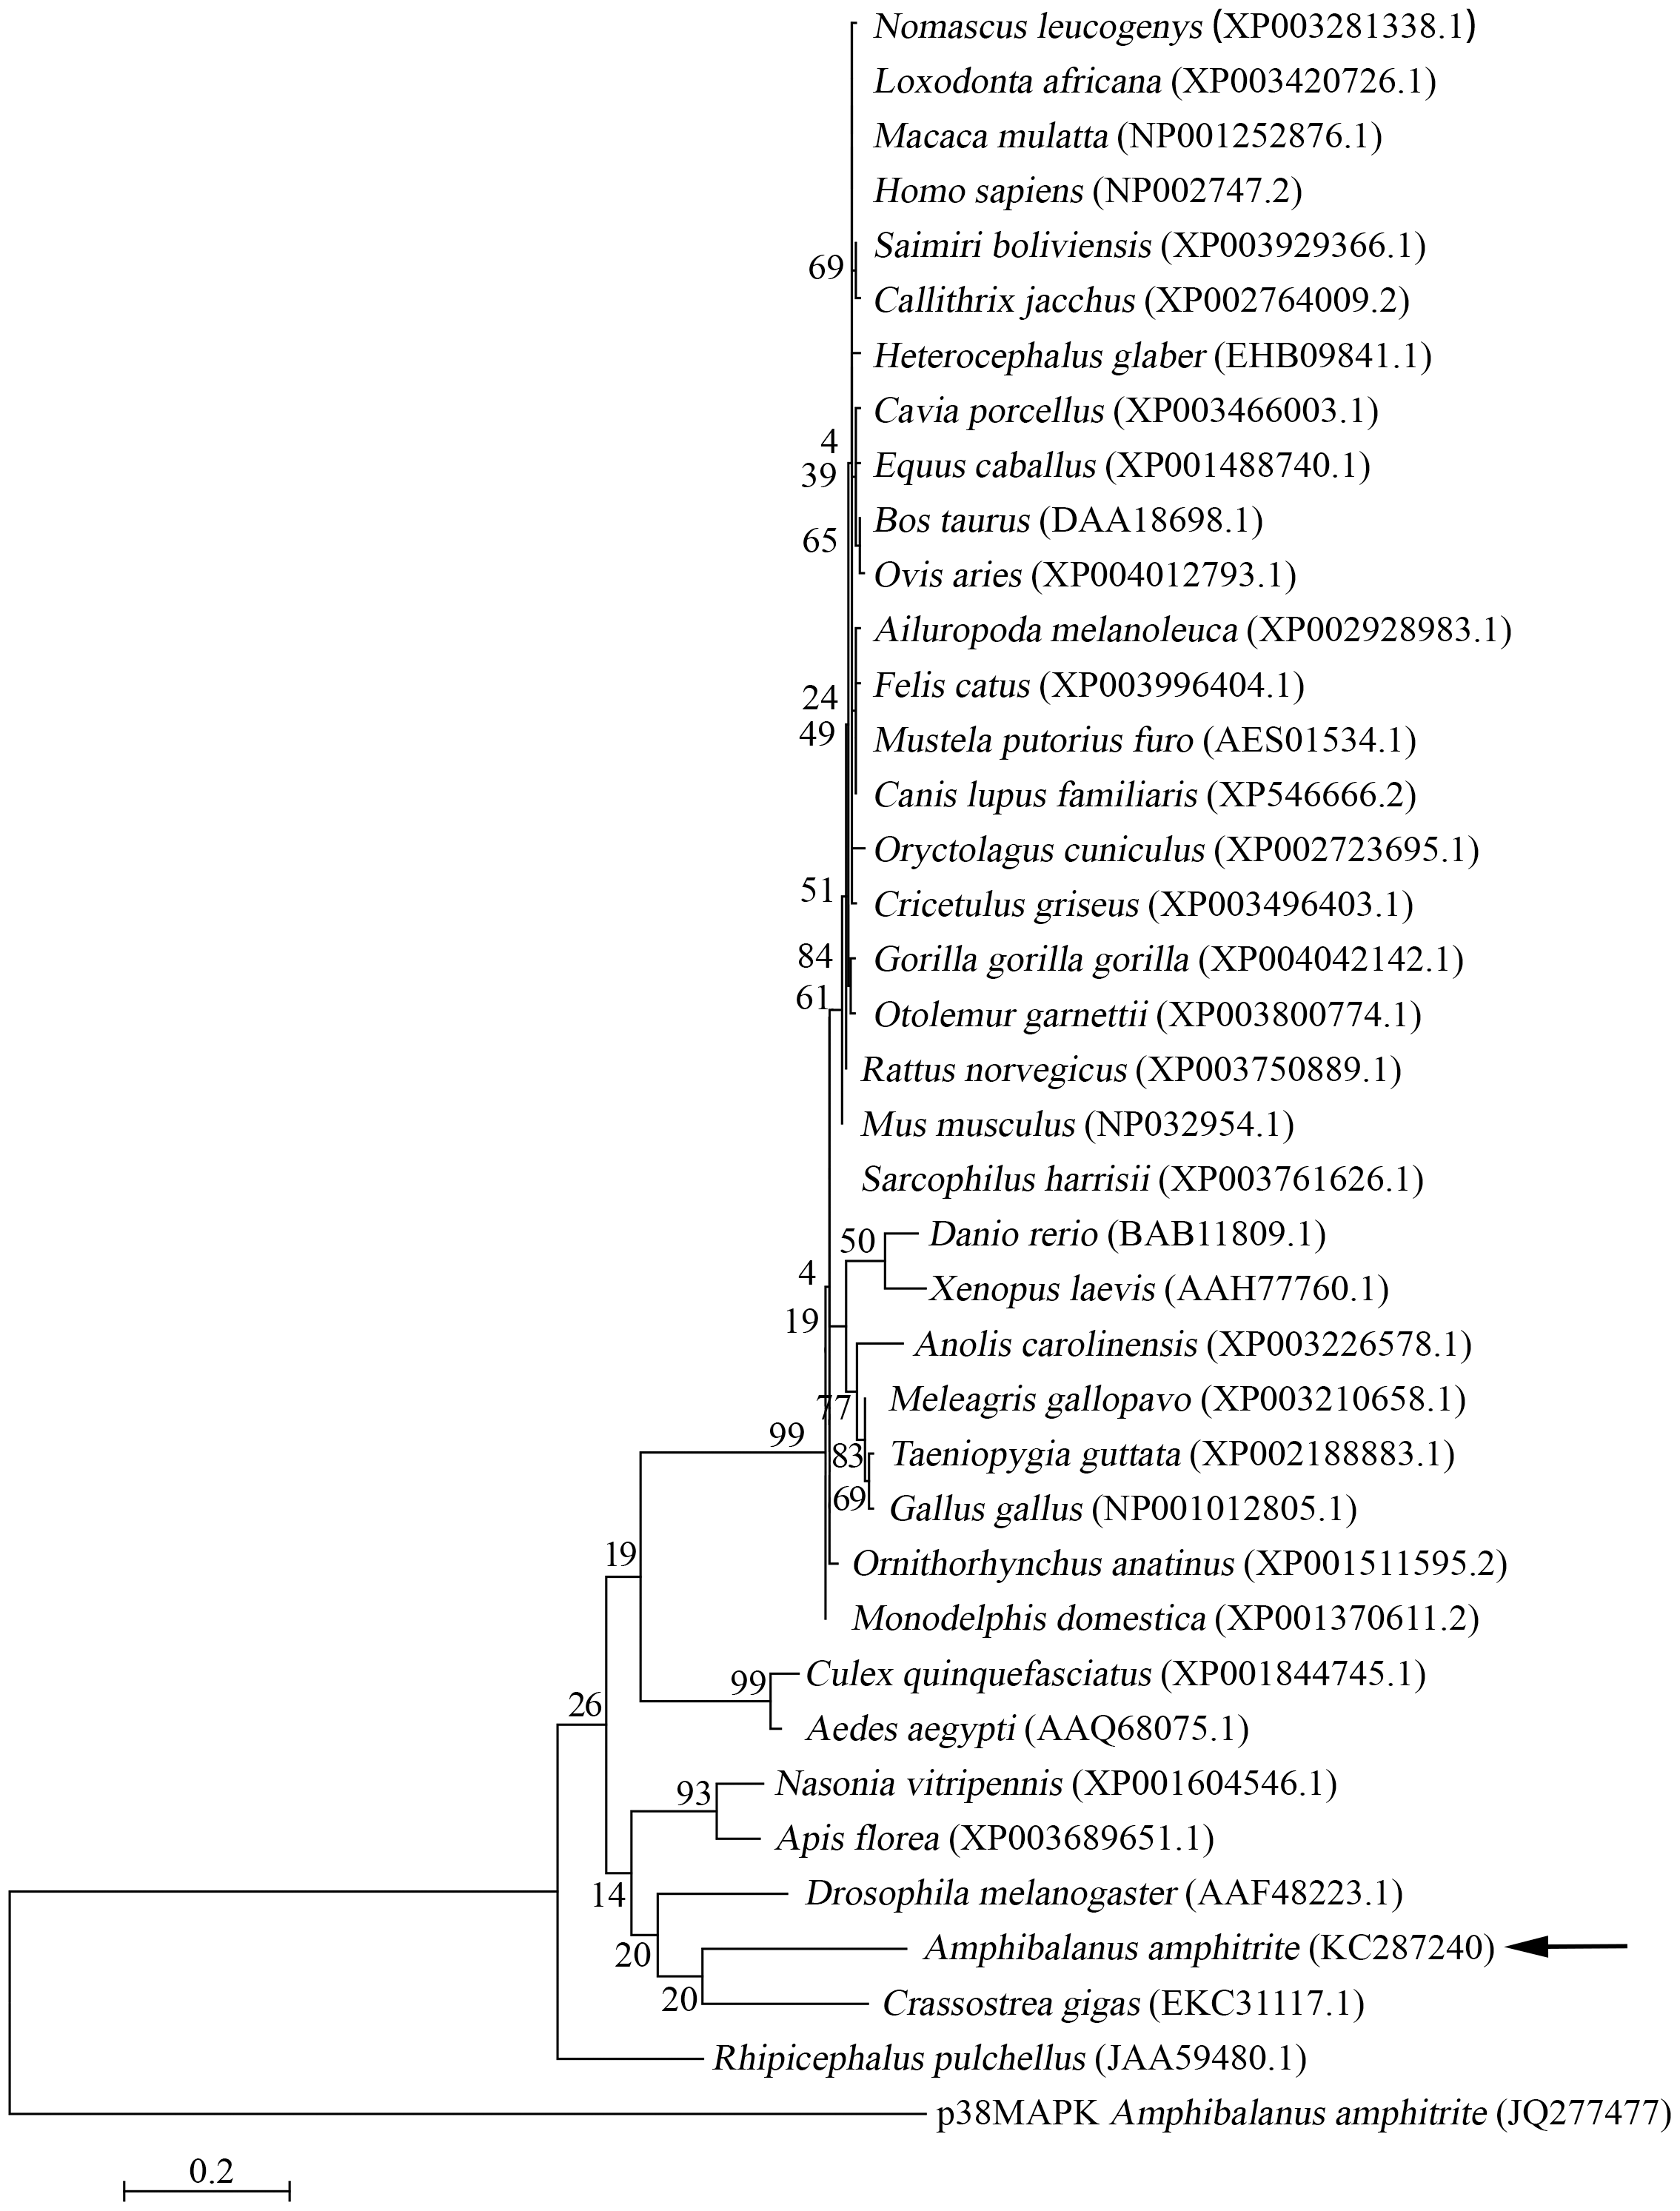 Nomascus leucogenys (XP003281338.1)
Loxodonta africana (XP003420726.1)
Macaca mulatta (NP001252876.1)
Homo sapiens (NP002747.2)
Saimiri boliviensis (XP003929366.1)
69
Callithrix jacchus (XP002764009.2)
Heterocephalus glaber (EHB09841.1)
Cavia porcellus (XP003466003.1)
4
Equus caballus (XP001488740.1)
39
Bos taurus (DAA18698.1)
65
Ovis aries (XP004012793.1)
Ailuropoda melanoleuca (XP002928983.1)
Felis catus (XP003996404.1)
24
49
Mustela putorius furo (AES01534.1)
Canis lupus familiaris (XP546666.2)
Oryctolagus cuniculus (XP002723695.1)
51
Cricetulus griseus (XP003496403.1)
84
Gorilla gorilla gorilla (XP004042142.1)
61
Otolemur garnettii (XP003800774.1)
Rattus norvegicus (XP003750889.1)
Mus musculus (NP032954.1)
Sarcophilus harrisii (XP003761626.1)
50
Danio rerio (BAB11809.1)
4
Xenopus laevis (AAH77760.1)
19
Anolis carolinensis (XP003226578.1)
77
Meleagris gallopavo (XP003210658.1)
99
83
Taeniopygia guttata (XP002188883.1)
69
Gallus gallus (NP001012805.1)
19
Ornithorhynchus anatinus (XP001511595.2)
Monodelphis domestica (XP001370611.2)
99
Culex quinquefasciatus (XP001844745.1)
26
Aedes aegypti (AAQ68075.1)
93
Nasonia vitripennis (XP001604546.1)
Apis florea (XP003689651.1)
14
Drosophila melanogaster (AAF48223.1)
20
Amphibalanus amphitrite (KC287240)
20
Crassostrea gigas (EKC31117.1)
Rhipicephalus pulchellus (JAA59480.1)
p38MAPK Amphibalanus amphitrite (JQ277477)
0.2